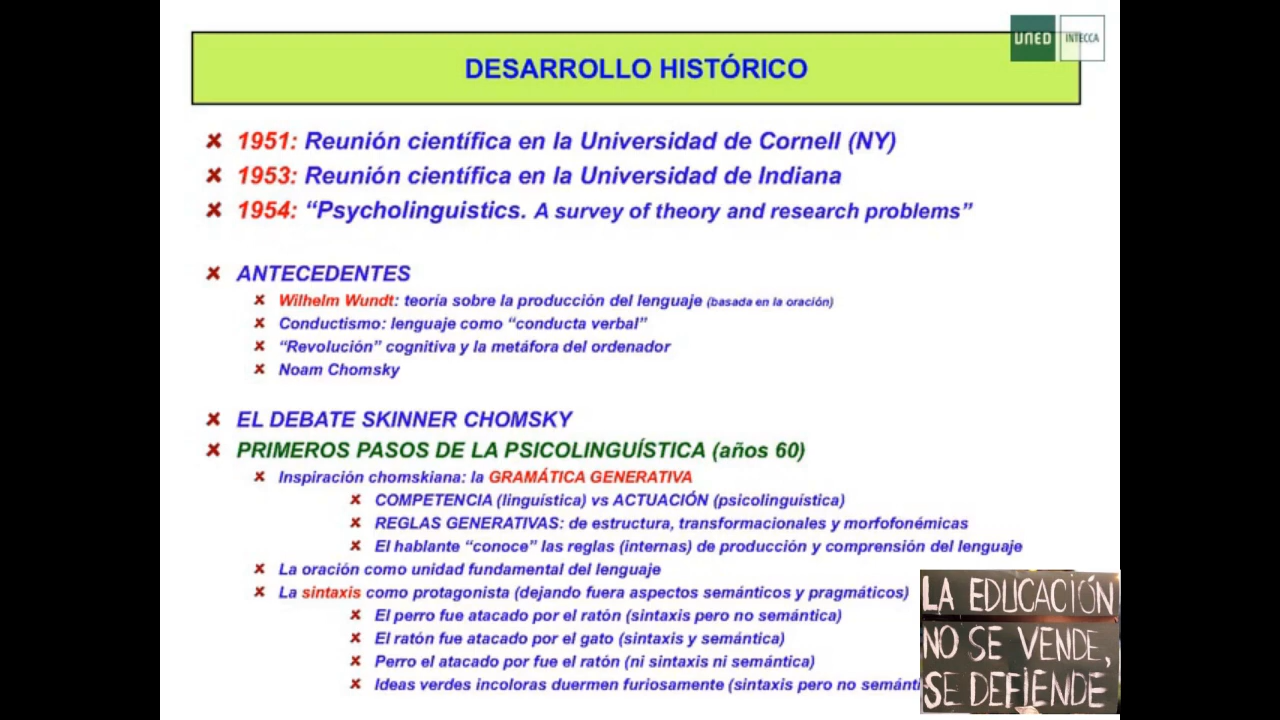 UNED INTECCA
DESARROLLO HISTÓRICO
1951: Reunión científica en la Universidad de Cornell (NY)
1953: Reunión científica en la Universidad de Indiana
1954: “Psycholinguistics. A survey of theory and research problems”
ANTECEDENTES
Wilhelm Wundt: teoría sobre la producción del lenguaje (basada en la oración)
Conductismo: lenguaje como “conducta verbal”
“Revolución” cognitiva y la metáfora del ordenador
Noam Chomsky
EL DEBATE SKINNER CHOMSKY
PRIMEROS PASOS DE LA PSICOLINGUÍSTICA (años 60)
Inspiración chomskiana: la GRAMÁTICA GENERATIVA
COMPETENCIA (linguística) vs ACTUACIÓN (psicolinguística)
REGLAS GENERATIVAS: de estructura, transformacionales y morfofonémicas
El hablante “conoce” las reglas (internas) de producción y comprensión del lenguaje
La oración como unidad fundamental del lenguaje
La sintaxis como protagonista (dejando fuera aspectos semánticos y pragmáticos)
El perro fue atacado por el ratón (sintaxis pero no semántica)
El ratón fue atacado por el gato (sintaxis y semántica)
Perro el atacado por fue el ratón (ni sintaxis ni semántica)
Ideas verdes incoloras duermen furiosamente (sintaxis pero no semánti
LA EDUCACIÓN
NO SE VENDE,
SE DEFIENDE